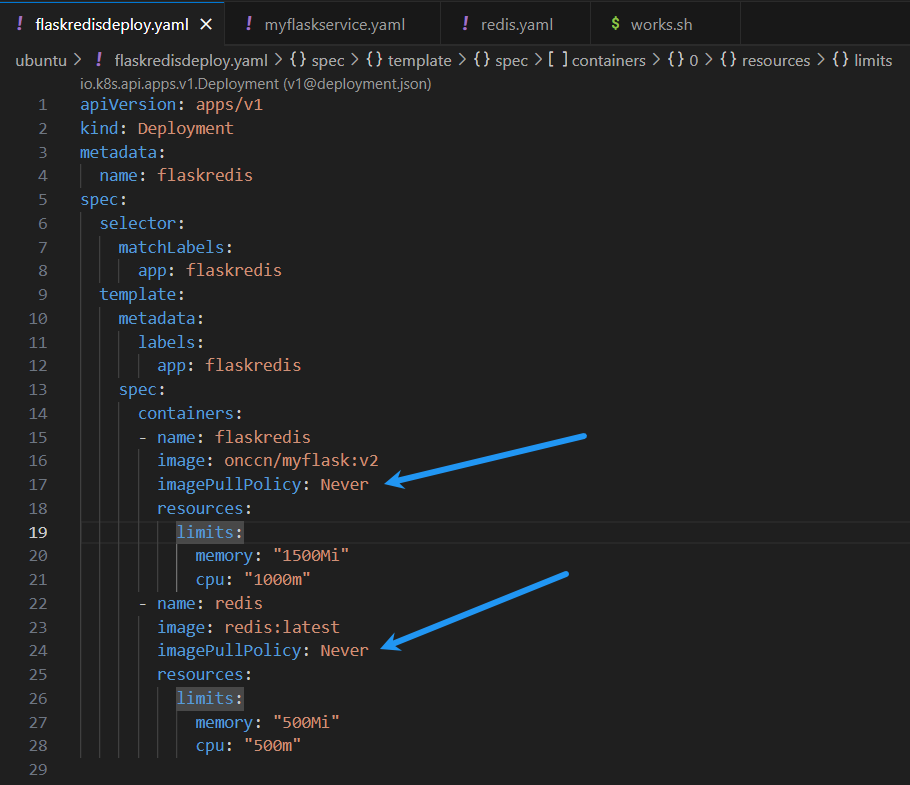 ! flaskredisdeploy.yaml × ! myflaskservice.yaml ! redis.yaml $ works.sh
ubuntu > ! flaskredisdeploy.yaml > {} spec > {} template > {} spec > [ ] containers > {} 0 > {} resources > {} limits
io.k8s.api.apps.v1.Deployment (v1@deployment.json)
1 apiVersion: apps/v1
2 kind: Deployment
3 metadata:
4   name: flaskredis
5 spec:
6   selector:
7     matchLabels:
8       app: flaskredis
9   template:
10     metadata:
11       labels:
12         app: flaskredis
13     spec:
14       containers:
15       - name: flaskredis
16         image: onccn/myflask:v2
17         imagePullPolicy: Never
18         resources:
19           limits:
20             memory: "1500Mi"
21             cpu: "1000m"
22       - name: redis
23         image: redis:latest
24         imagePullPolicy: Never
25         resources:
26           limits:
27             memory: "500Mi"
28             cpu: "500m"
29